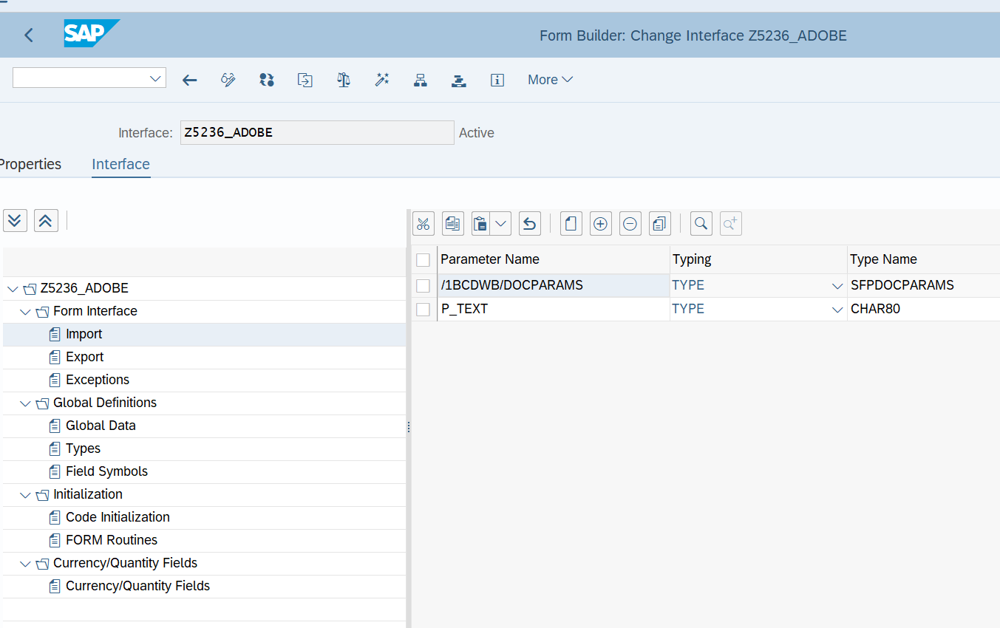 SAP
Form Builder: Change Interface Z5236_ADOBE
More
Interface: Z5236_ADOBE Active
Properties Interface
Parameter Name Typing Type Name
/1BCDWB/DOCPARAMS TYPE SFPDOCPARAMS
P_TEXT TYPE CHAR80
Z5236_ADOBE
Form Interface
Import
Export
Exceptions
Global Definitions
Global Data
Types
Field Symbols
Initialization
Code Initialization
FORM Routines
Currency/Quantity Fields
Currency/Quantity Fields